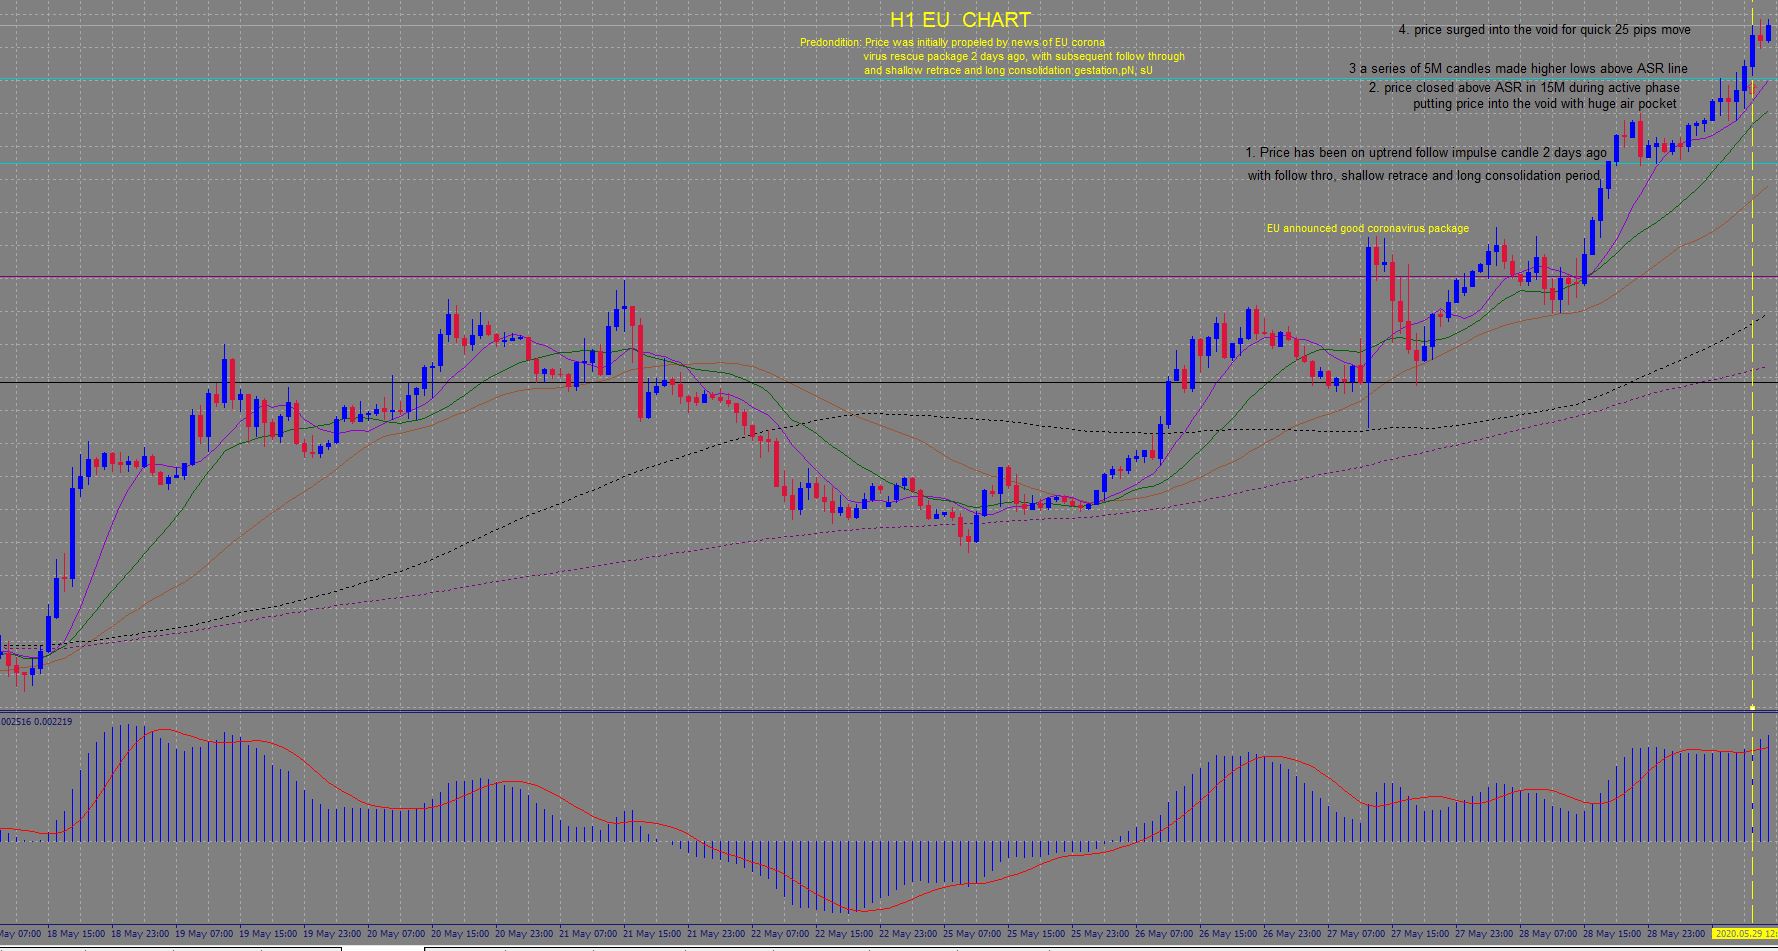 H1 EU  CHART
Predondition: Price was initially propeled by news of EU corona
virus rescue package 2 days ago, with subsequent follow through
and shallow retrace and long consolidation gestation,pN, sU
4. price surged into the void for quick 25 pips move
3 a series of 5M candles made higher lows above ASR line
2. price closed above ASR in 15M during active phase
putting price into the void with huge air pocket
1. Price has been on uptrend follow impulse candle 2 days ago
with follow thro, shallow retrace and long consolidation period
EU announced good coronavirus package
002516 0.002219
May 07:00 18 May 15:00 18 May 23:00 19 May 07:00 19 May 15:00 19 May 23:00 20 May 07:00 20 May 15:00 20 May 23:00 21 May 07:00 21 May 15:00 21 May 23:00 22 May 07:00 22 May 15:00 22 May 23:00 25 May 07:00 25 May 15:00 25 May 23:00 26 May 07:00 26 May 15:00 26 May 23:00 27 May 07:00 27 May 15:00 27 May 23:00 28 May 07:00 28 May 15:00 28 May 23:00 2020.05.29 12: